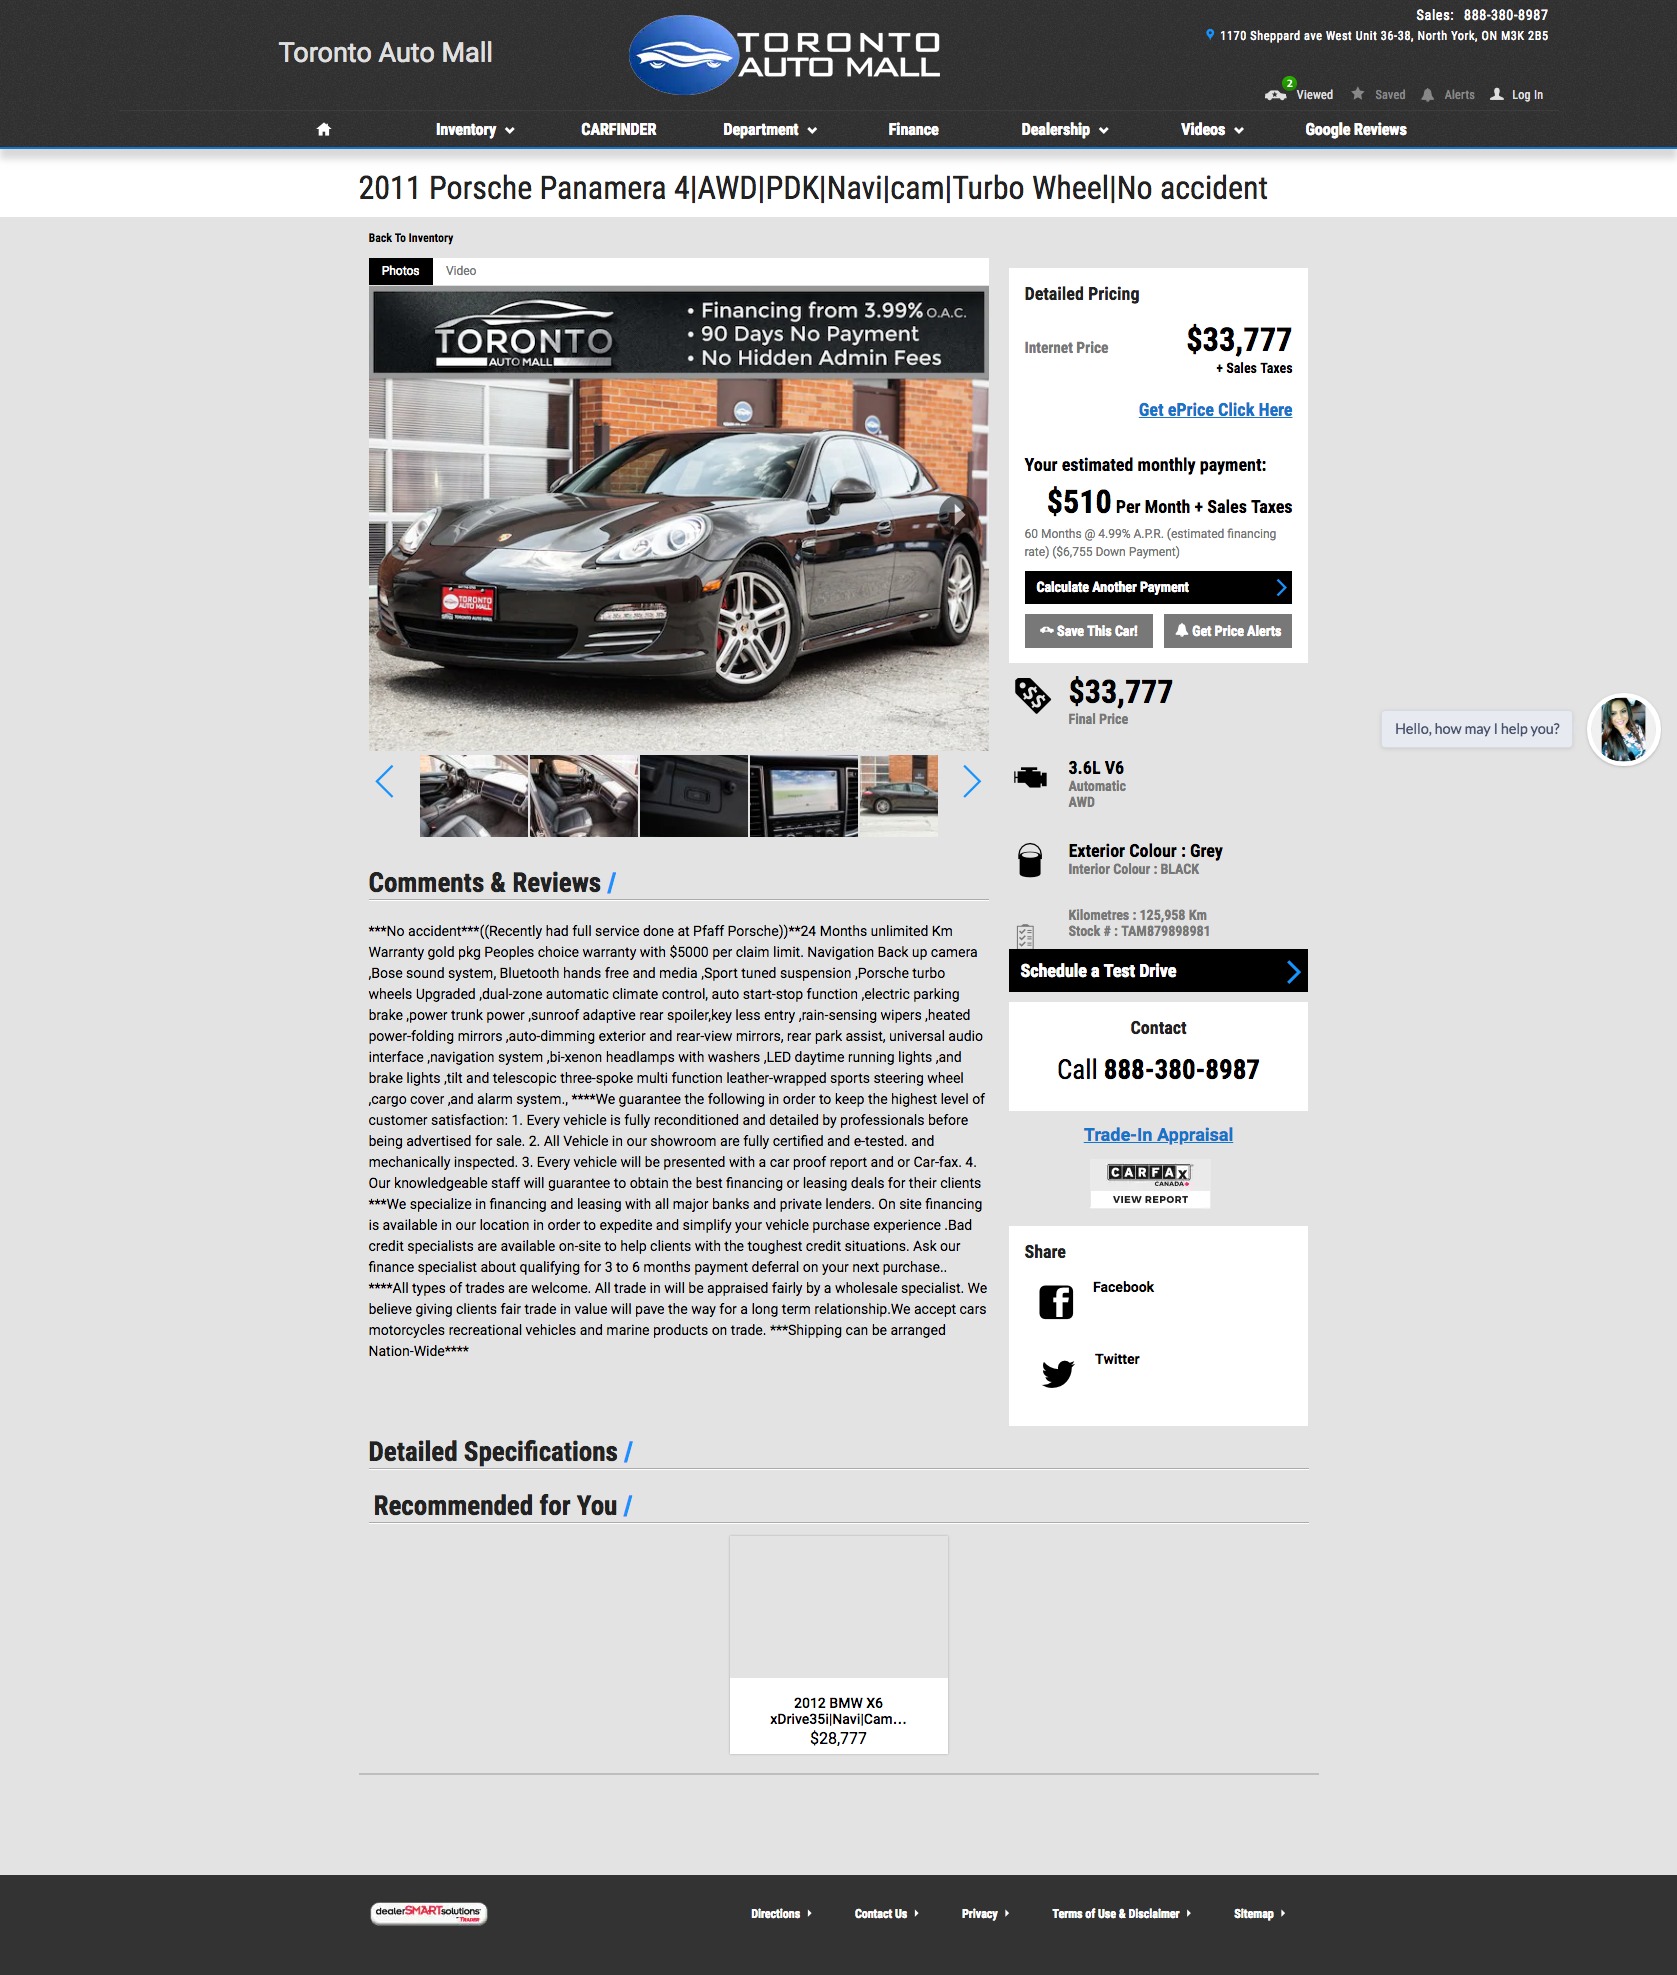 Sales: 888-380-8987
1170 Sheppard ave West Unit 36-38, North York, ON M3K 2B5
Toronto Auto Mall
TORONTO
AUTO MALL
2
Viewed
Saved
Alerts
Log In
Inventory
CARFINDER
Department
Finance
Dealership
Videos
Google Reviews
2011 Porsche Panamera 4|AWD|PDK|Navi|cam|Turbo Wheel|No accident
Back To Inventory
Photos
Video
TORONTO
AUTO MALL
• Financing from 3.99% O.A.C.
• 90 Days No Payment
• No Hidden Admin Fees
TORONTO
AUTO MALL
Comments & Reviews /
***No accident***((Recently had full service done at Pfaff Porsche))**24 Months unlimited Km
Warranty gold pkg Peoples choice warranty with $5000 per claim limit. Navigation Back up camera
,Bose sound system, Bluetooth hands free and media ,Sport tuned suspension ,Porsche turbo
wheels Upgraded ,dual-zone automatic climate control, auto start-stop function ,electric parking
brake ,power trunk power ,sunroof adaptive rear spoiler,key less entry ,rain-sensing wipers ,heated
power-folding mirrors ,auto-dimming exterior and rear-view mirrors, rear park assist, universal audio
interface ,navigation system ,bi-xenon headlamps with washers ,LED daytime running lights ,and
brake lights ,tilt and telescopic three-spoke multi function leather-wrapped sports steering wheel
,cargo cover ,and alarm system., ****We guarantee the following in order to keep the highest level of
customer satisfaction: 1. Every vehicle is fully reconditioned and detailed by professionals before
being advertised for sale. 2. All Vehicle in our showroom are fully certified and e-tested. and
mechanically inspected. 3. Every vehicle will be presented with a car proof report and or Car-fax. 4.
Our knowledgeable staff will guarantee to obtain the best financing or leasing deals for their clients
***We specialize in financing and leasing with all major banks and private lenders. On site financing
is available in our location in order to expedite and simplify your vehicle purchase experience .Bad
credit specialists are available on-site to help clients with the toughest credit situations. Ask our
finance specialist about qualifying for 3 to 6 months payment deferral on your next purchase..
****All types of trades are welcome. All trade in will be appraised fairly by a wholesale specialist. We
believe giving clients fair trade in value will pave the way for a long term relationship.We accept cars
motorcycles recreational vehicles and marine products on trade. ***Shipping can be arranged
Nation-Wide****
Detailed Pricing
Internet Price
$33,777
+ Sales Taxes
Get ePrice Click Here
Your estimated monthly payment:
$510 Per Month + Sales Taxes
60 Months @ 4.99% A.P.R. (estimated financing
rate) ($6,755 Down Payment)
Calculate Another Payment
Save This Car!
Get Price Alerts
$$
$33,777
Final Price
3.6L V6
Automatic
AWD
Exterior Colour : Grey
Interior Colour : BLACK
Kilometres : 125,958 Km
Stock # : TAM879898981
Schedule a Test Drive
Contact
Call 888-380-8987
Trade-In Appraisal
CARFAX
CANADA
VIEW REPORT
Share
Facebook
Twitter
Hello, how may I help you?
Detailed Specifications /
Recommended for You /
2012 BMW X6
xDrive35i|Navi|Cam...
$28,777
dealerSMARTsolutions
by TRADER
Directions
Contact Us
Privacy
Terms of Use & Disclaimer
Sitemap